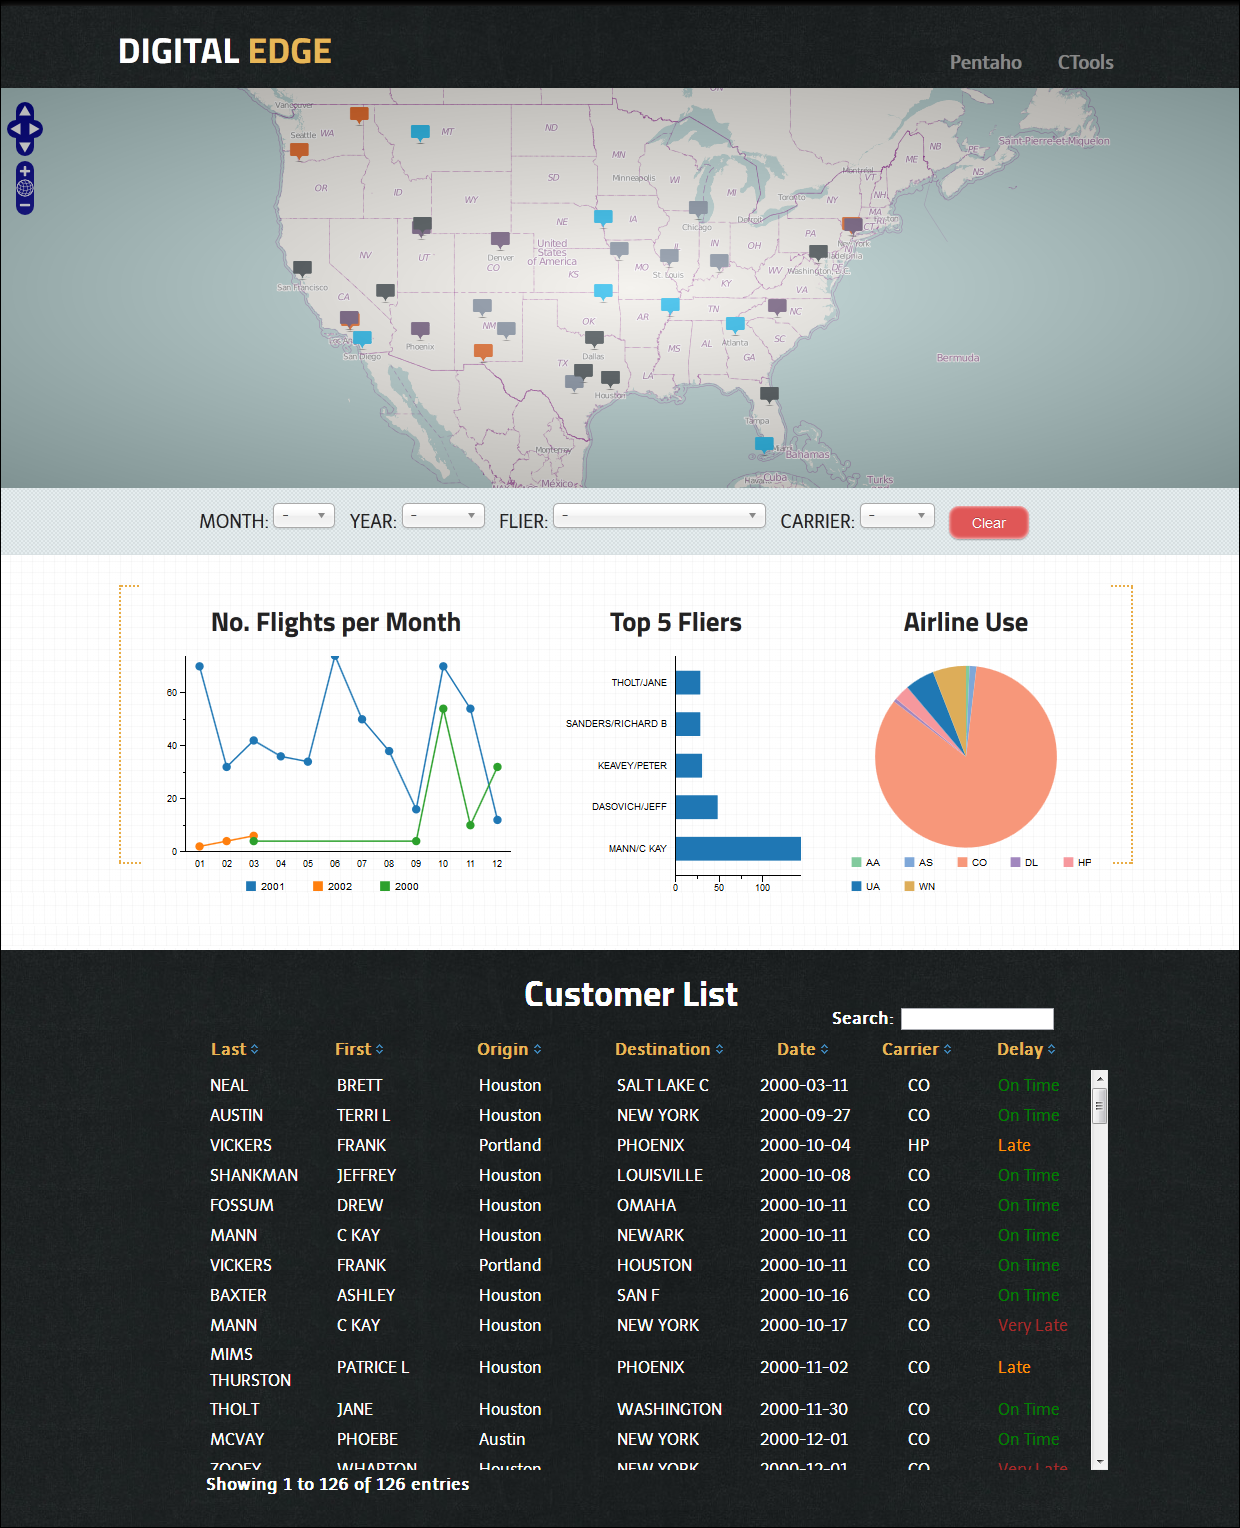 DIGITAL EDGE
Pentaho CTools
Vancouver
Seattle WA
MT
ND
MN
Minneapolis
WI
MI
Toronto
Montreal
ME
NB
PE
NS
Saint-Pierre-et-Miquelon
ON
VT
NH
MA
CT
RI
NY
OR
ID
WY
SD
NE
IA
Chicago
Detroit
PA
New York
NV
UT
Denver
CO
United
States
of America
KS
MO
IL
IN
OH
St. Louis
KY
WV
Washington, D.C.
DE
VA
San Francisco
CA
San Diego
Phoenix
NM
OK
AR
TN
NC
SC
Atlanta
GA
AL
MS
LA
TX
Dallas
Houston
Bermuda
Tampa
Miami
Bahamas
Monterrey
México
Cuba
Turks
MONTH: - YEAR: - FLIER: - CARRIER: - Clear
No. Flights per Month
60
40
20
0
01 02 03 04 05 06 07 08 09 10 11 12
2001 2002 2000
Top 5 Fliers
THOLT/JANE
SANDERS/RICHARD B
KEAVEY/PETER
DASOVICH/JEFF
MANN/C KAY
0 50 100
Airline Use
AA AS CO DL HP
UA WN
Customer List
Search:
Last First Origin Destination Date Carrier Delay
NEAL BRETT Houston SALT LAKE C 2000-03-11 CO On Time
AUSTIN TERRI L Houston NEW YORK 2000-09-27 CO On Time
VICKERS FRANK Portland PHOENIX 2000-10-04 HP Late
SHANKMAN JEFFREY Houston LOUISVILLE 2000-10-08 CO On Time
FOSSUM DREW Houston OMAHA 2000-10-11 CO On Time
MANN C KAY Houston NEWARK 2000-10-11 CO On Time
VICKERS FRANK Portland HOUSTON 2000-10-11 CO On Time
BAXTER ASHLEY Houston SAN F 2000-10-16 CO On Time
MANN C KAY Houston NEW YORK 2000-10-17 CO Very Late
MIMS
THURSTON PATRICE L Houston PHOENIX 2000-11-02 CO Late
THOLT JANE Houston WASHINGTON 2000-11-30 CO On Time
MCVAY PHOEBE Austin NEW YORK 2000-12-01 CO On Time
ZOOEY WHARTON Houston NEW YORK 2000-12-01 CO Very Late
Showing 1 to 126 of 126 entries